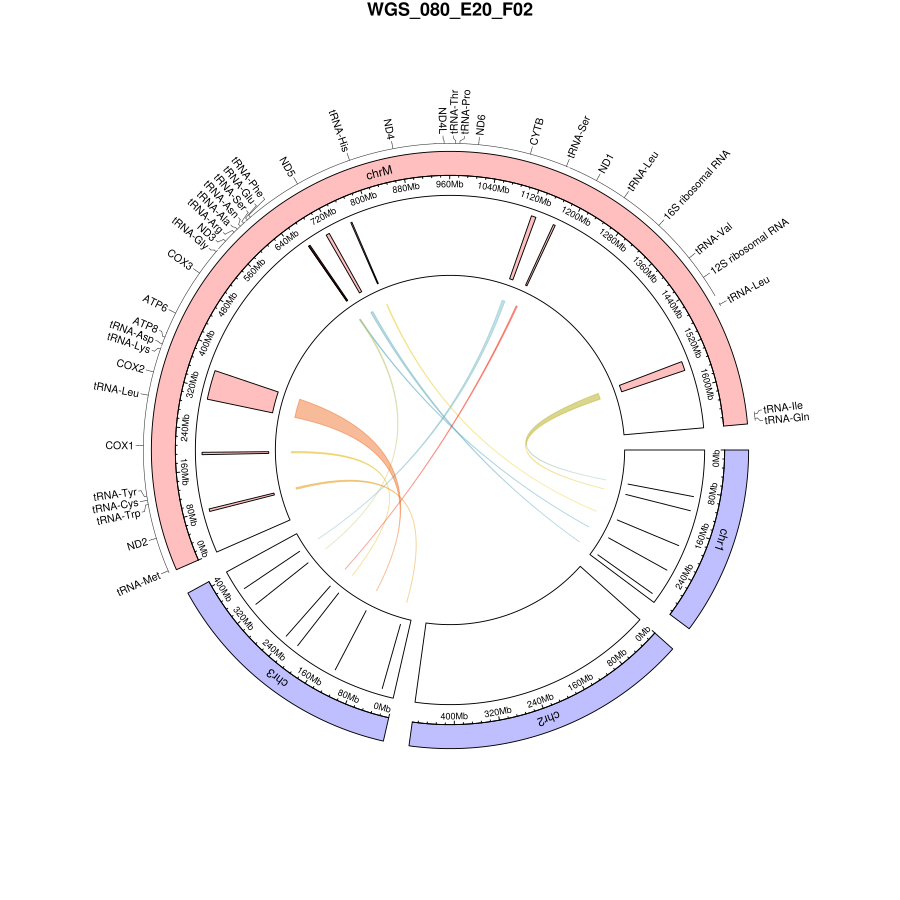 WGS_080_E20_F02
tRNA-Met
ND2
tRNA-Trp
tRNA-Cys
tRNA-Tyr
COX1
tRNA-Leu
COX2
tRNA-Lys
tRNA-Asp
ATP8
ATP6
COX3
tRNA-Gly
ND3
tRNA-Arg
tRNA-Ala
tRNA-Asn
tRNA-Ser
tRNA-Glu
tRNA-Phe
ND5
tRNA-His
ND4
ND4L
tRNA-Thr
tRNA-Pro
ND6
CYTB
tRNA-Ser
ND1
tRNA-Leu
16S ribosomal RNA
tRNA-Val
12S ribosomal RNA
tRNA-Leu
tRNA-Ile
tRNA-Gln
chrM
0Mb
80Mb
160Mb
240Mb
320Mb
400Mb
480Mb
560Mb
640Mb
720Mb
800Mb
880Mb
960Mb
1040Mb
1120Mb
1200Mb
1280Mb
1360Mb
1440Mb
1520Mb
1600Mb
chr1
0Mb
80Mb
160Mb
240Mb
chr2
0Mb
80Mb
160Mb
240Mb
320Mb
400Mb
chr3
0Mb
80Mb
160Mb
240Mb
320Mb
400Mb